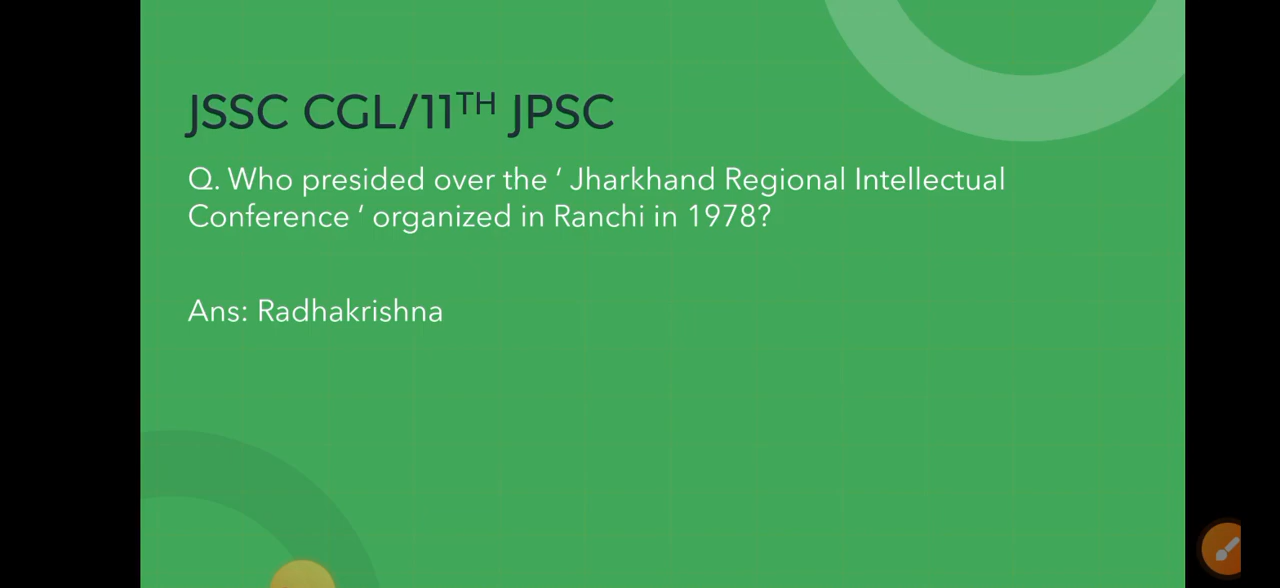 JSSC CGL/11TH JPSC
Q. Who presided over the ‘ Jharkhand Regional Intellectual
Conference ‘ organized in Ranchi in 1978?
Ans: Radhakrishna